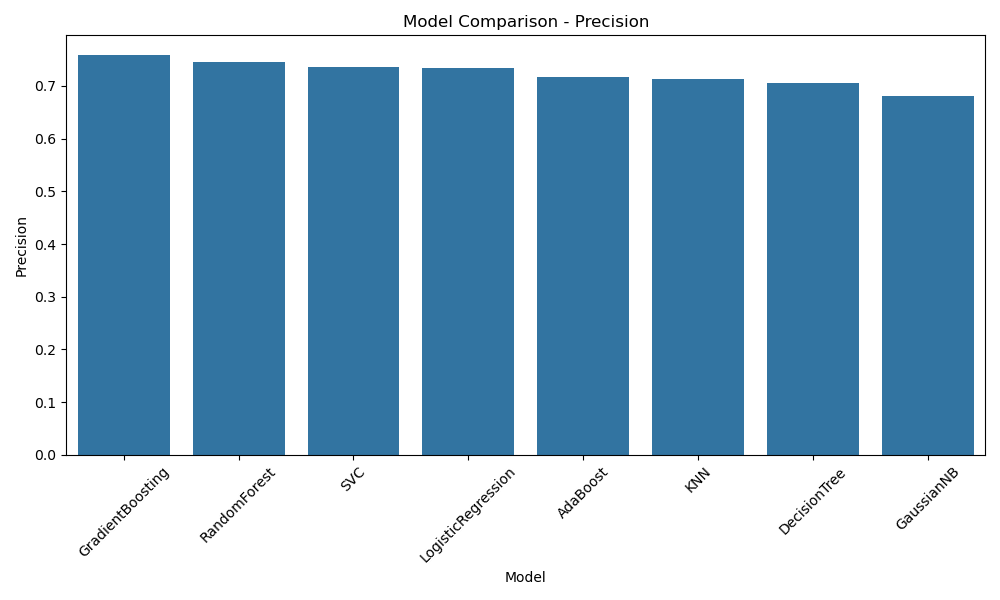 Model Comparison - Precision
Precision
0.7
0.6
0.5
0.4
0.3
0.2
0.1
0.0
GradientBoosting
RandomForest
SVC
LogisticRegression
AdaBoost
KNN
DecisionTree
GaussianNB
Model